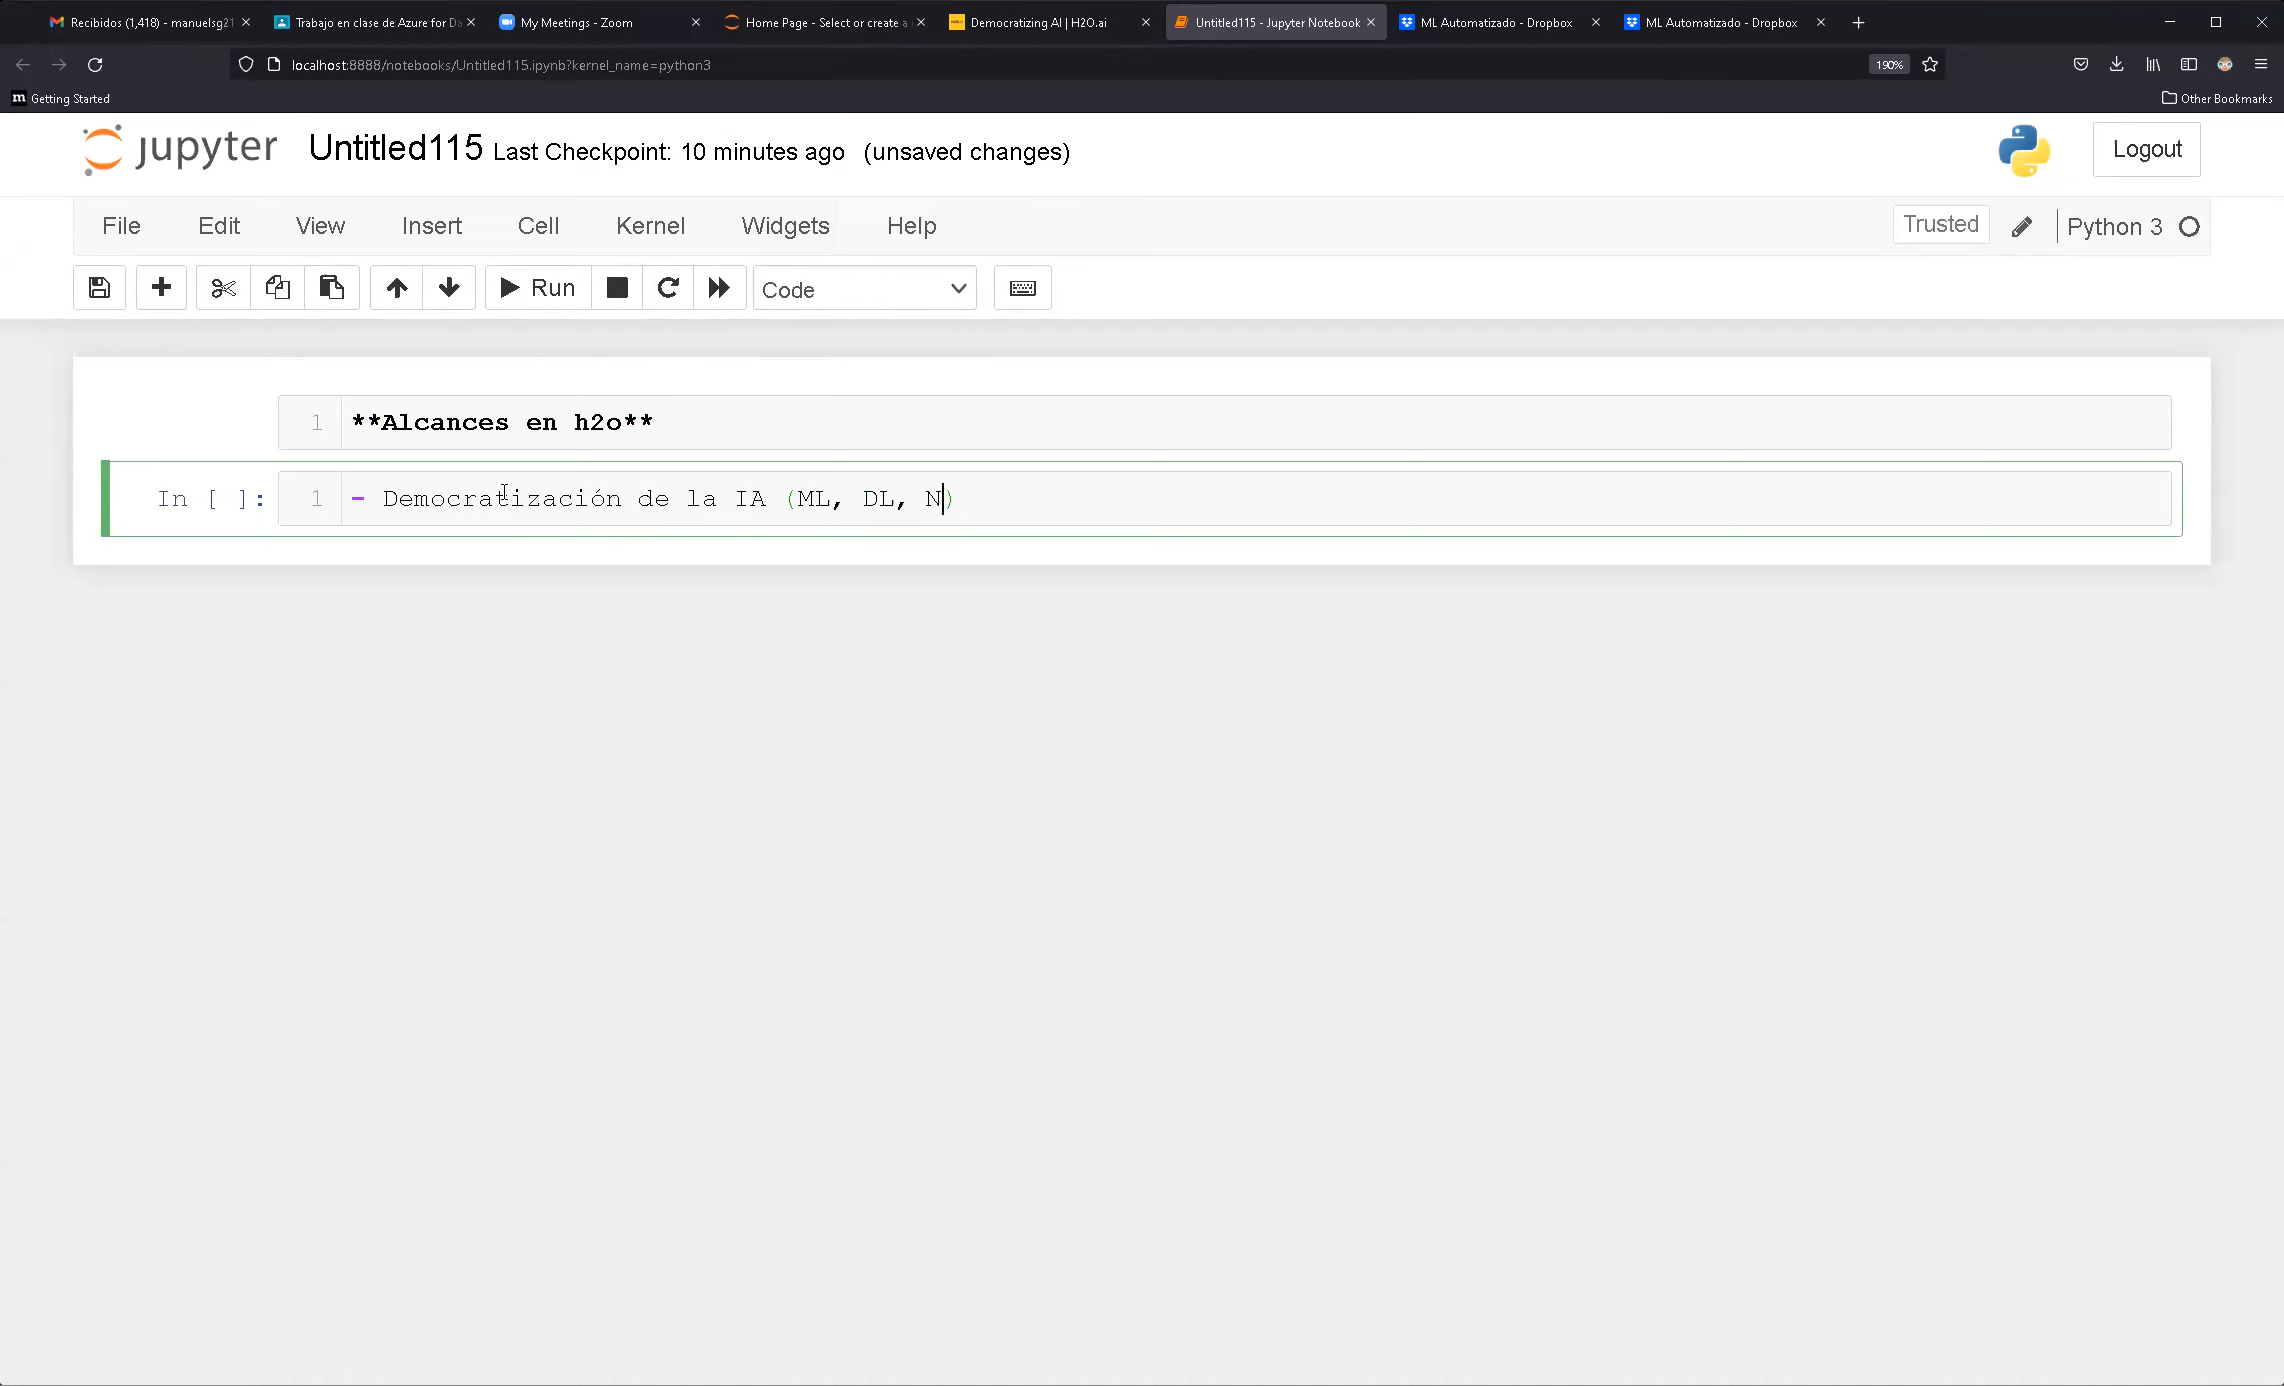 Recibidos (1,418) - manuelsg21
Trabajo en clase de Azure for Da
My Meetings - Zoom
Home Page - Select or create a
Democratizing AI | H2O.ai
Untitled115 - Jupyter Notebook
ML Automatizado - Dropbox
ML Automatizado - Dropbox
localhost:8888/notebooks/Untitled115.ipynb?kernel_name=python3
190%
Getting Started
Other Bookmarks
jupyter Untitled115 Last Checkpoint: 10 minutes ago (unsaved changes)
Logout
File Edit View Insert Cell Kernel Widgets Help
Trusted
Python 3
Run
Code
1 **Alcances en h2o**
In [ ]: 1 - Democratización de la IA (ML, DL, N)